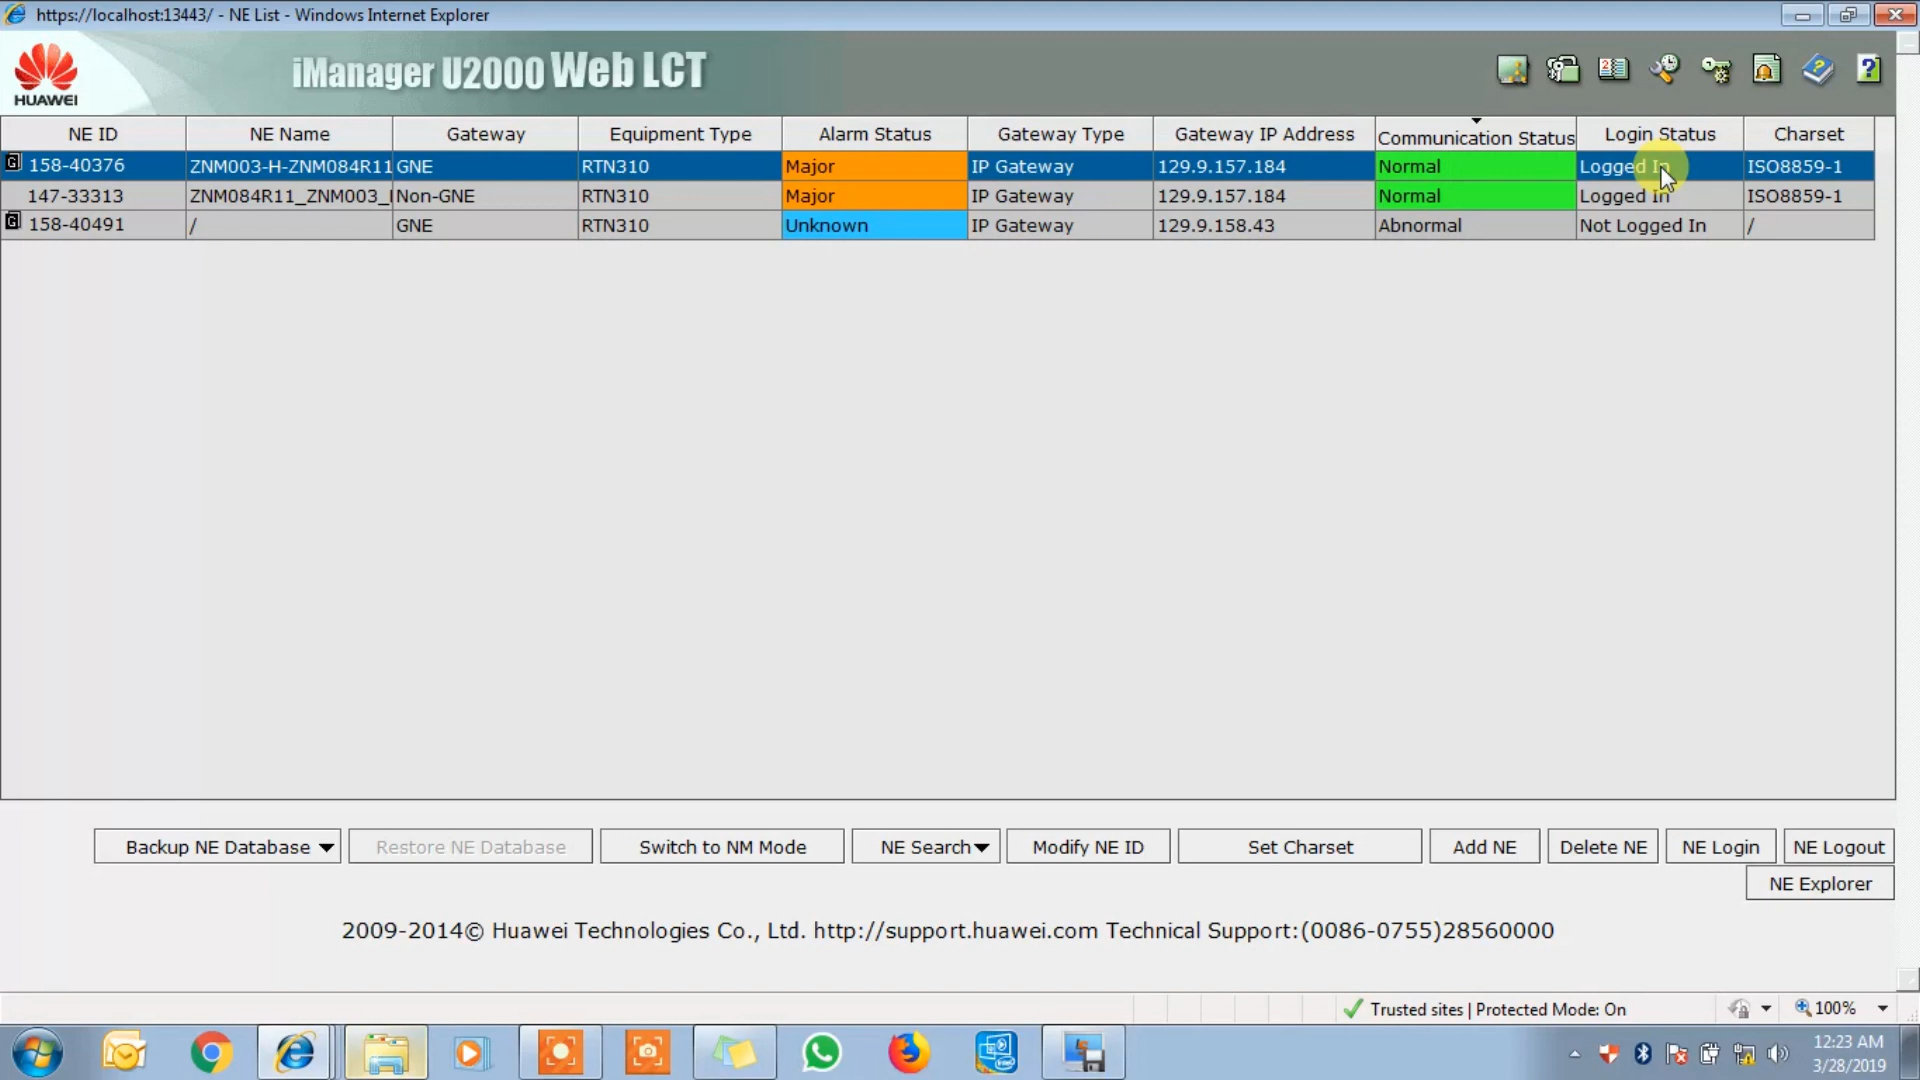 https://localhost:13443/ - NE List - Windows Internet Explorer
HUAWEI
iManager U2000 Web LCT
NE ID NE Name Gateway Equipment Type Alarm Status Gateway Type Gateway IP Address Communication Status Login Status Charset
G 158-40376 ZNM003-H-ZNM084R11 GNE RTN310 Major IP Gateway 129.9.157.184 Normal Logged In ISO8859-1
147-33313 ZNM084R11_ZNM003_ Non-GNE RTN310 Major IP Gateway 129.9.157.184 Normal Logged In ISO8859-1
G 158-40491 / GNE RTN310 Unknown IP Gateway 129.9.158.43 Abnormal Not Logged In /
Backup NE Database Restore NE Database Switch to NM Mode NE Search Modify NE ID Set Charset Add NE Delete NE NE Login NE Logout
NE Explorer
2009-2014© Huawei Technologies Co., Ltd. http://support.huawei.com Technical Support:(0086-0755)28560000
Trusted sites | Protected Mode: On 100%
12:23 AM
3/28/2019